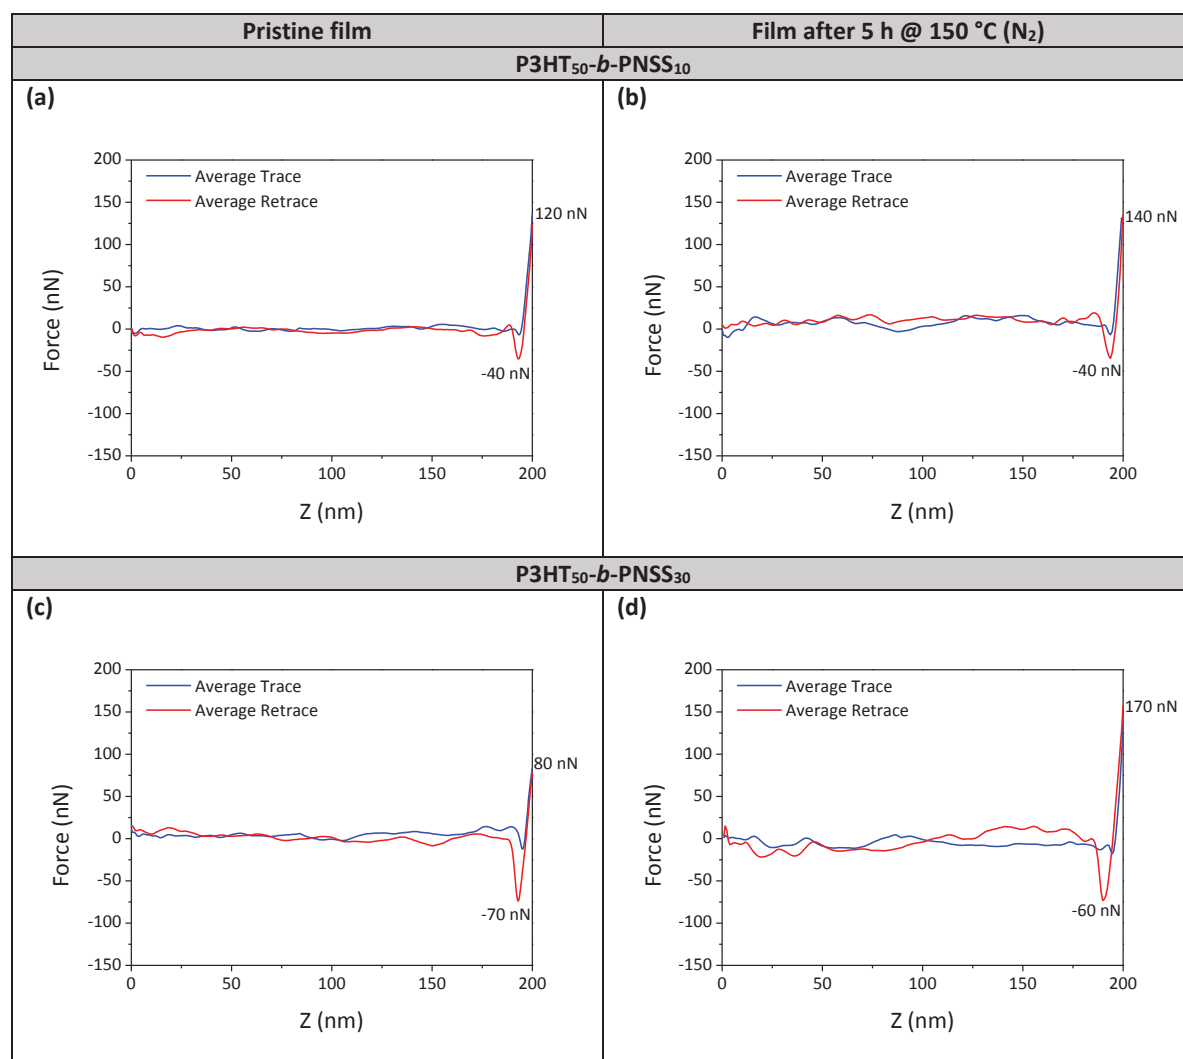 Pristine film
Film after 5 h @ 150 °C (N₂)
P3HT₅₀-b-PNSS₁₀
(a)
200
150
100
50
0
-50
-100
-150
Force (nN)
Average Trace
Average Retrace
120 nN
-40 nN
0
50
100
150
200
Z (nm)
(b)
200
150
100
50
0
-50
-100
-150
Force (nN)
Average Trace
Average Retrace
140 nN
-40 nN
0
50
100
150
200
Z (nm)
P3HT₅₀-b-PNSS₃₀
(c)
200
150
100
50
0
-50
-100
-150
Force (nN)
Average Trace
Average Retrace
80 nN
-70 nN
0
50
100
150
200
Z (nm)
(d)
200
150
100
50
0
-50
-100
-150
Force (nN)
Average Trace
Average Retrace
170 nN
-60 nN
0
50
100
150
200
Z (nm)